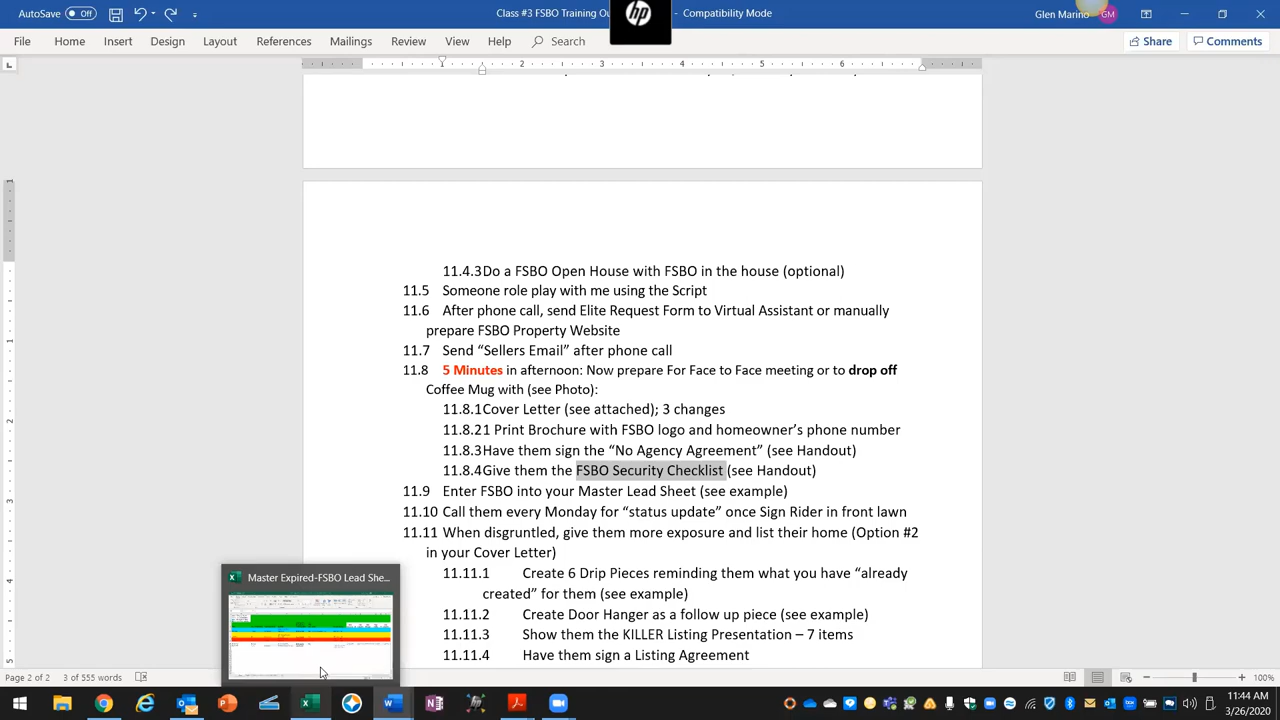 AutoSave Off
Class #3 FSBO Training Ou
- Compatibility Mode
Glen Marino GM
File Home Insert Design Layout References Mailings Review View Help Search
Share Comments
11.4.3Do a FSBO Open House with FSBO in the house (optional)
11.5 Someone role play with me using the Script
11.6 After phone call, send Elite Request Form to Virtual Assistant or manually
prepare FSBO Property Website
11.7 Send “Sellers Email” after phone call
11.8 5 Minutes in afternoon: Now prepare For Face to Face meeting or to drop off
Coffee Mug with (see Photo):
11.8.1Cover Letter (see attached); 3 changes
11.8.21 Print Brochure with FSBO logo and homeowner’s phone number
11.8.3Have them sign the “No Agency Agreement” (see Handout)
11.8.4Give them the FSBO Security Checklist (see Handout)
11.9 Enter FSBO into your Master Lead Sheet (see example)
11.10 Call them every Monday for “status update” once Sign Rider in front lawn
11.11 When disgruntled, give them more exposure and list their home (Option #2
in your Cover Letter)
11.11.1 Create 6 Drip Pieces reminding them what you have “already
created” for them (see example)
11.11.2 Create Door Hanger as a follow up piece (see example)
11.11.3 Show them the KILLER Listing Presentation – 7 items
11.11.4 Have them sign a Listing Agreement
Master Expired-FSBO Lead She...
Page 2 of 2 3 of 555 words
100%
11:44 AM
3/26/2020